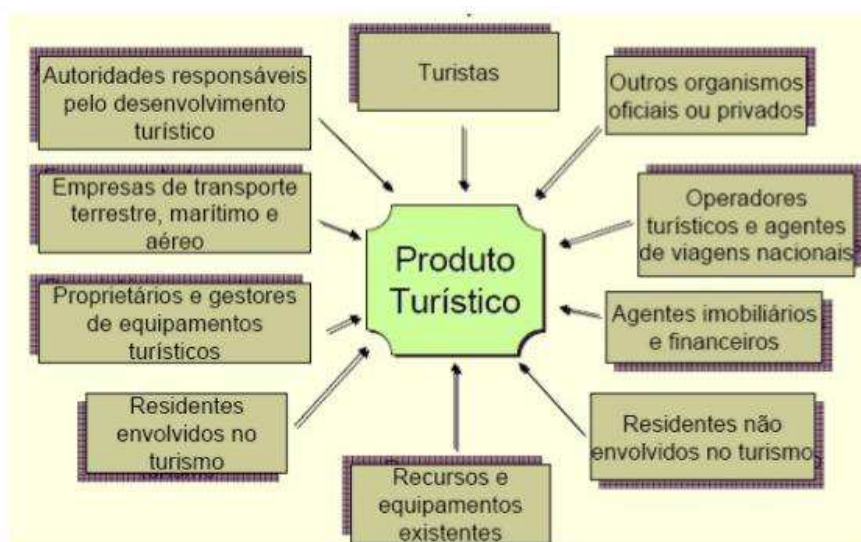 Autoridades responsáveis
pelo desenvolvimento
turístico
Turistas
Outros organismos
oficiais ou privados
Empresas de transporte
terrestre, marítimo e
aéreo
Operadores
turísticos e agentes
de viagens nacionais
Produto
Turístico
Proprietários e gestores
de equipamentos
turísticos
Agentes imobiliários
e financeiros
Residentes
envolvidos no
turismo
Recursos e
equipamentos
existentes
Residentes não
envolvidos no turismo